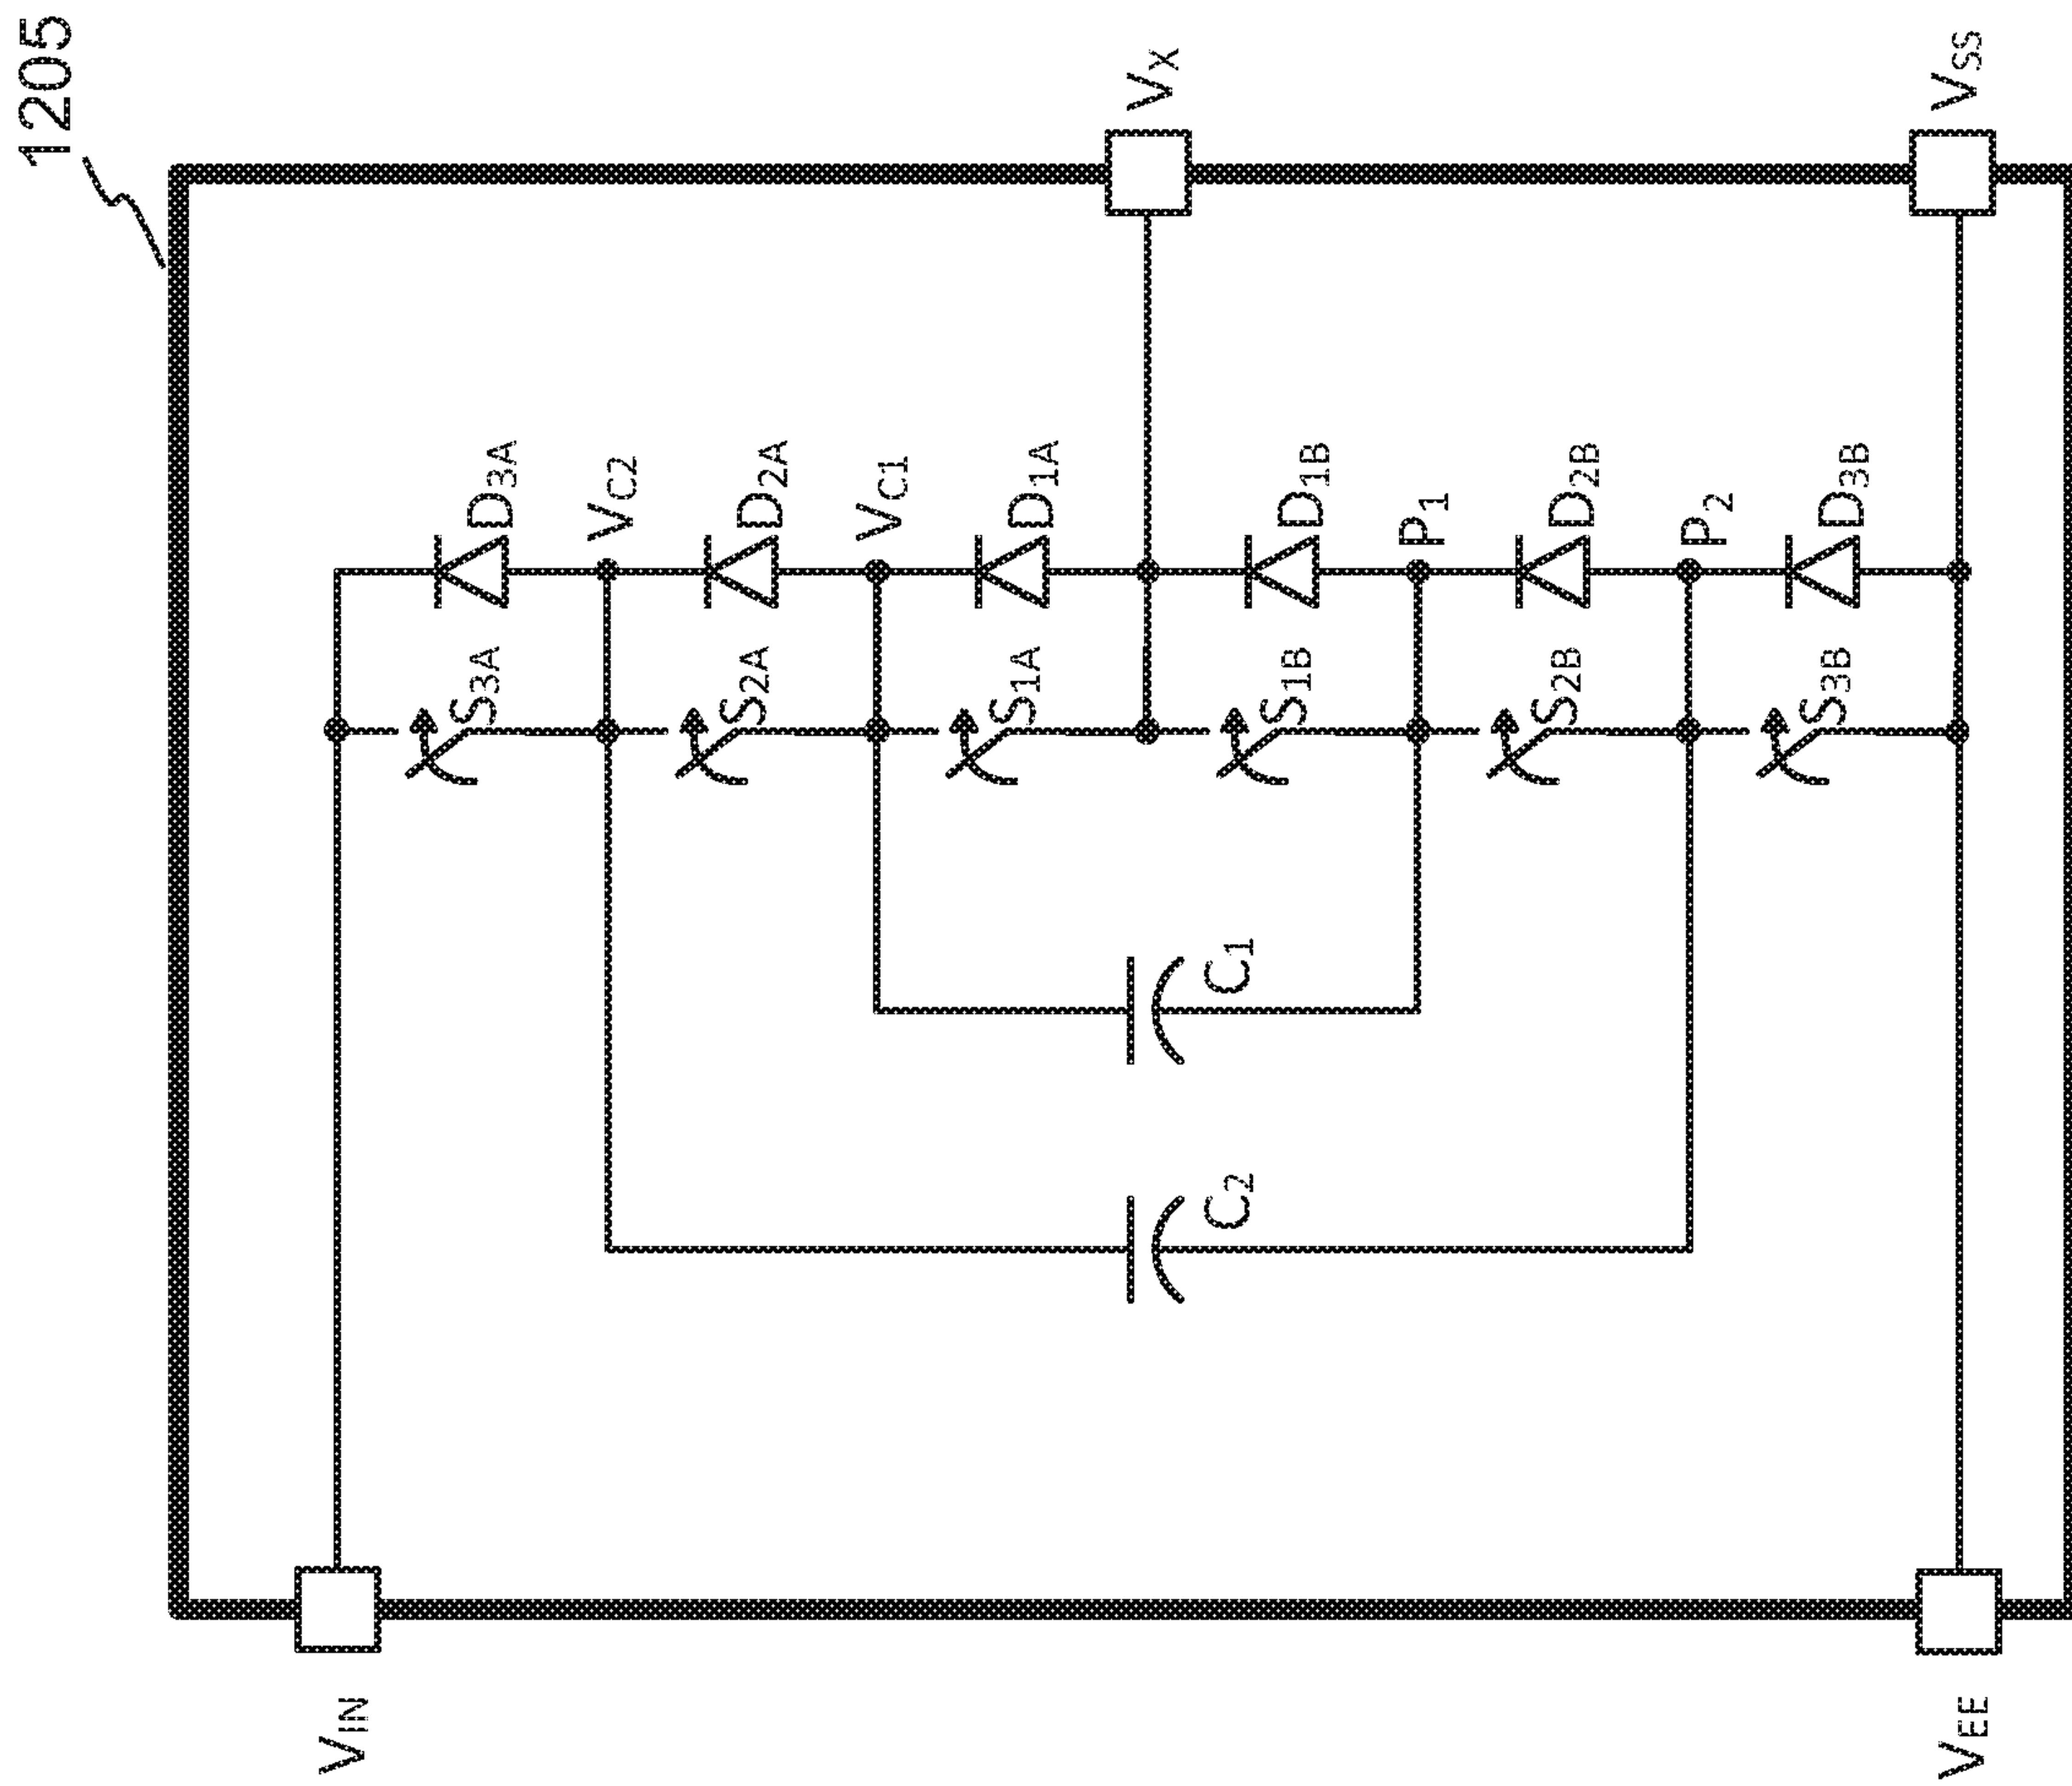 1205
VIN
VEE
VX
VSS
S3A
D3A
VC2
S2A
D2A
VC1
S1A
D1A
S1B
D1B
P1
S2B
D2B
P2
S3B
D3B
C1
C2